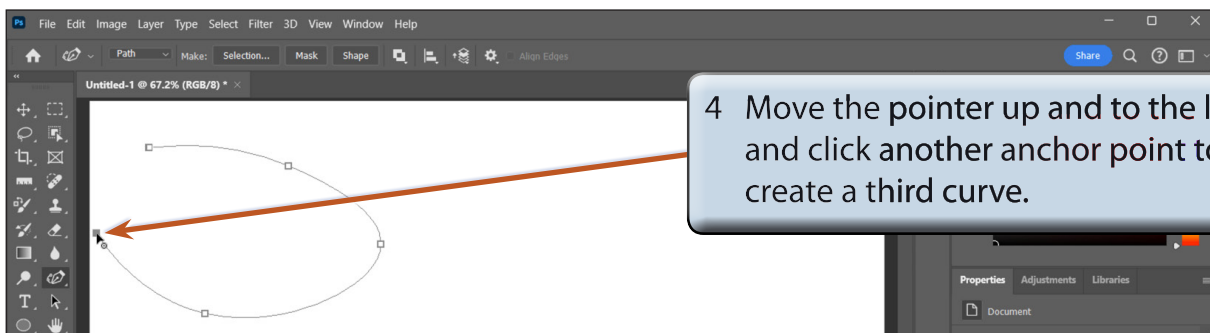 Ps File Edit Image Layer Type Select Filter 3D View Window Help
Path Make: Selection... Mask Shape Align Edges Share
Untitled-1 @ 67.2% (RGB/8) * ×
4 Move the pointer up and to the
and click another anchor point
create a third curve.
Properties Adjustments Libraries
Document